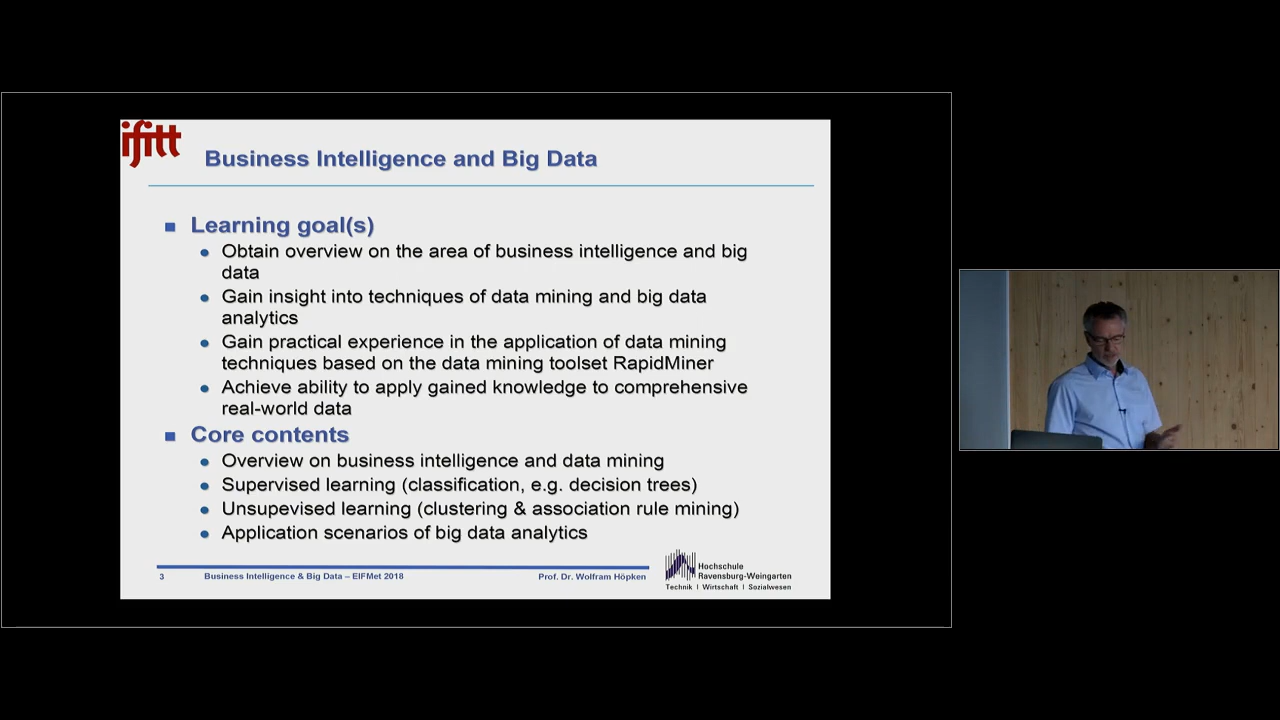 ifitt
Business Intelligence and Big Data
Learning goal(s)
Obtain overview on the area of business intelligence and big
data
Gain insight into techniques of data mining and big data
analytics
Gain practical experience in the application of data mining
techniques based on the data mining toolset RapidMiner
Achieve ability to apply gained knowledge to comprehensive
real-world data
Core contents
Overview on business intelligence and data mining
Supervised learning (classification, e.g. decision trees)
Unsupevised learning (clustering & association rule mining)
Application scenarios of big data analytics
3 Business Intelligence & Big Data – EIFMet 2018 Prof. Dr. Wolfram Höpken
Hochschule
Ravensburg-Weingarten
Technik | Wirtschaft | Sozialwesen